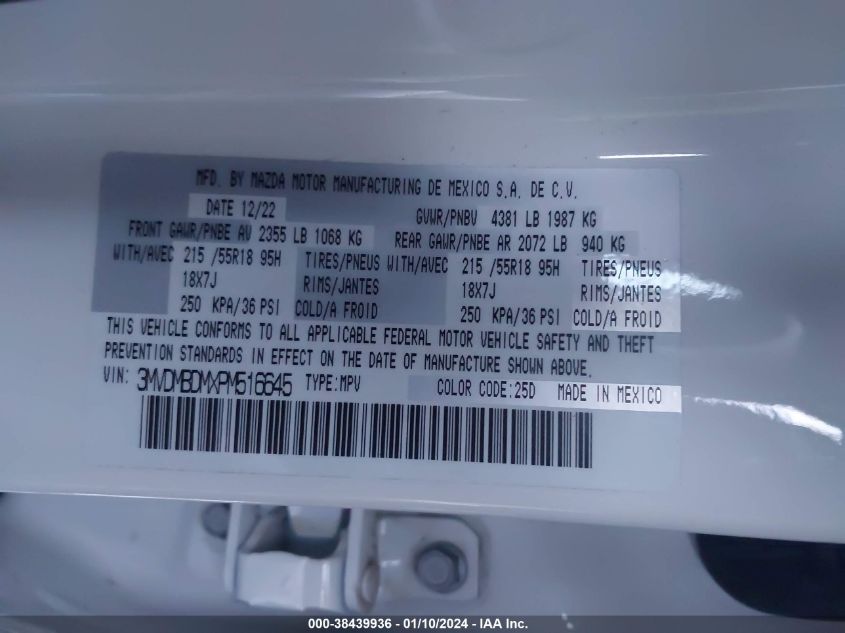 MFD. BY MAZDA MOTOR MANUFACTURING DE MEXICO S.A. DE C.V.
DATE 12/22 GVWR/PNBV 4381 LB 1987 KG
FRONT GAWR/PNBE AV 2355 LB 1068 KG REAR GAWR/PNBE AR 2072 LB 940 KG
WITH/AVEC 215 /55R18 95H TIRES/PNEUS WITH/AVEC 215 /55R18 95H TIRES/PNEUS
18X7J RIMS/JANTES 18X7J RIMS/JANTES
250 KPA/36 PSI COLD/A FROID 250 KPA/36 PSI COLD/A FROID
THIS VEHICLE CONFORMS TO ALL APPLICABLE FEDERAL MOTOR VEHICLE SAFETY AND THEFT
PREVENTION STANDARDS IN EFFECT ON THE DATE OF MANUFACTURE SHOWN ABOVE.
VIN: 3MVDMBDMXPM516645 TYPE:MPV COLOR CODE:25D MADE IN MEXICO
000-38439936 - 01/10/2024 - IAA Inc.